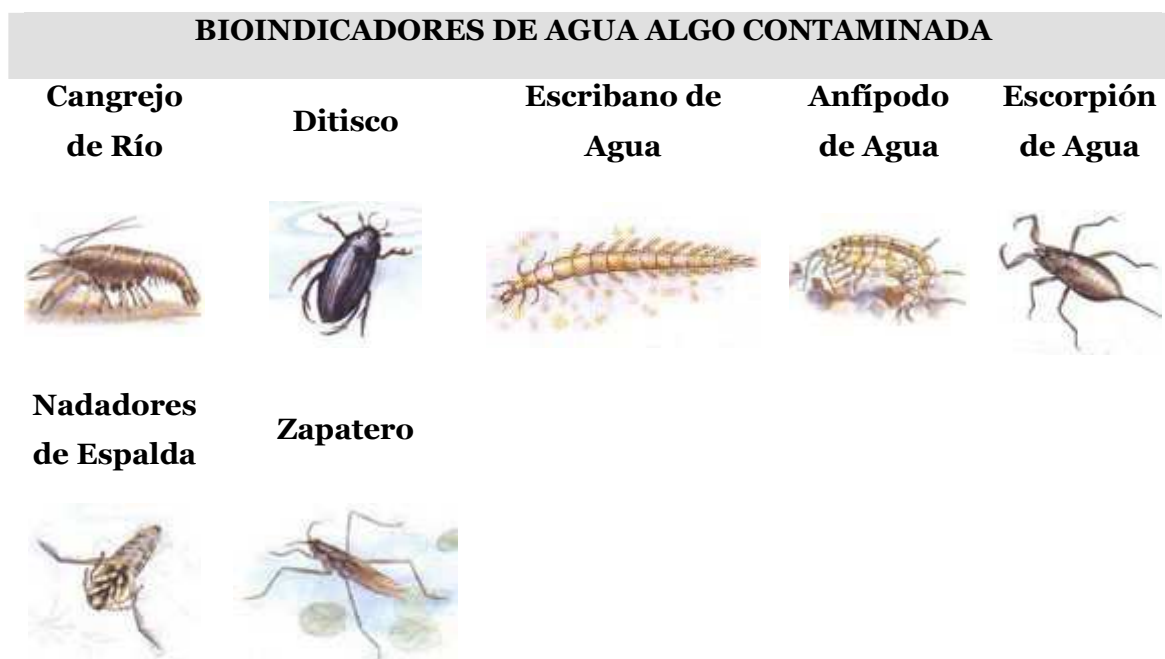 BIOINDICADORES DE AGUA ALGO CONTAMINADA
Cangrejo
de Río
Ditisco
Escribano de
Agua
Anfípodo
de Agua
Escorpión
de Agua
Nadadores
de Espalda
Zapatero